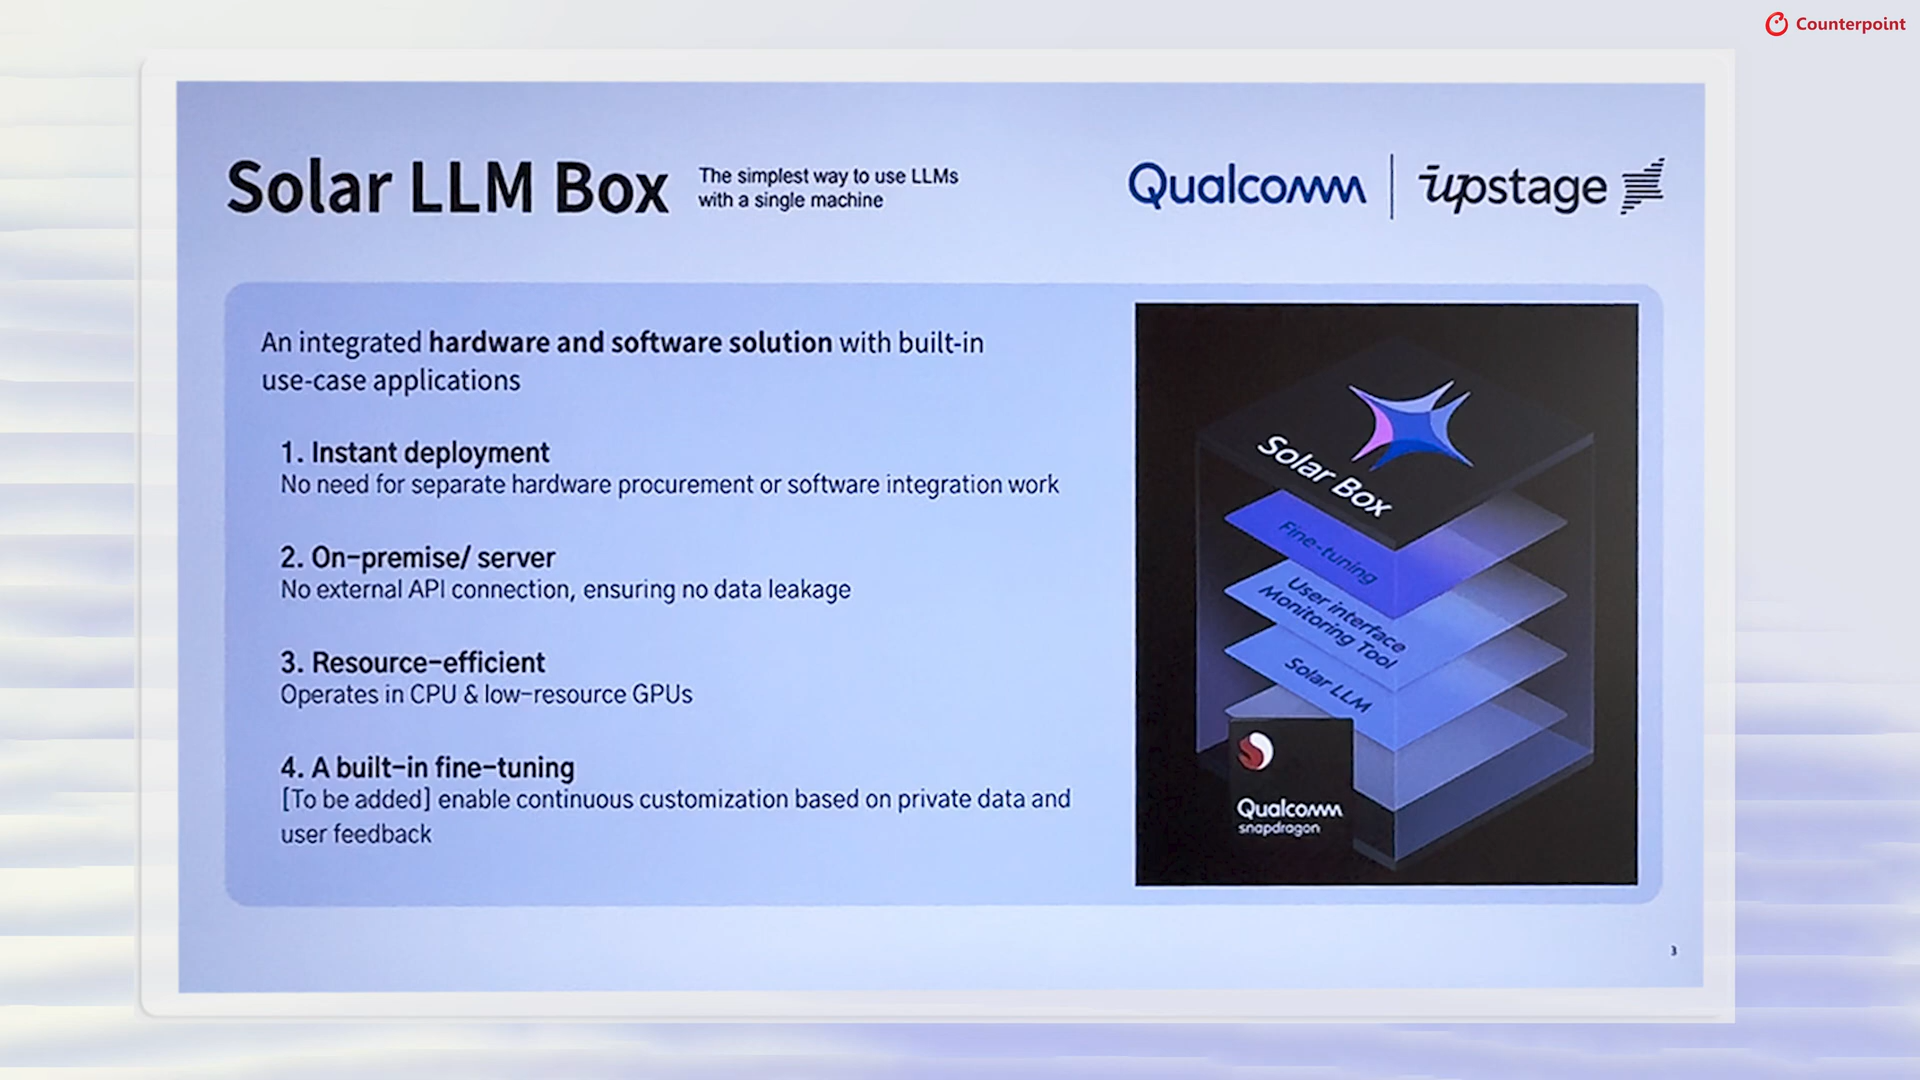 Counterpoint
Solar LLM Box
The simplest way to use LLMs
with a single machine
Qualcomm
upstage
An integrated hardware and software solution with built-in
use-case applications
1. Instant deployment
No need for separate hardware procurement or software integration work
2. On-premise/ server
No external API connection, ensuring no data leakage
3. Resource-efficient
Operates in CPU & low-resource GPUs
4. A built-in fine-tuning
[To be added] enable continuous customization based on private data and
user feedback
Solar Box
Fine-tuning
User interface
Monitoring Tool
Solar LLM
Qualcomm
snapdragon
3